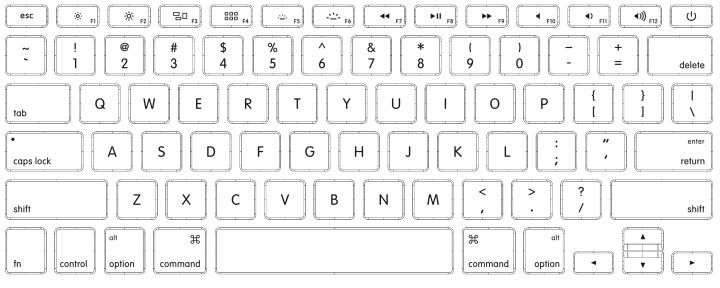 esc F1 F2 F3 F4 F5 F6 F7 F8 F9 F10 F11 F12
~ ! @ # $ % ^ & * ( ) – +
` 1 2 3 4 5 6 7 8 9 0 - = delete
tab Q W E R T Y U I O P { [ } ] | \
caps lock A S D F G H J K L : ; " ' enter return
shift Z X C V B N M < , > . ? / shift
fn control alt option ⌘ command ⌘ command alt option ◄ ▲ ▼ ►